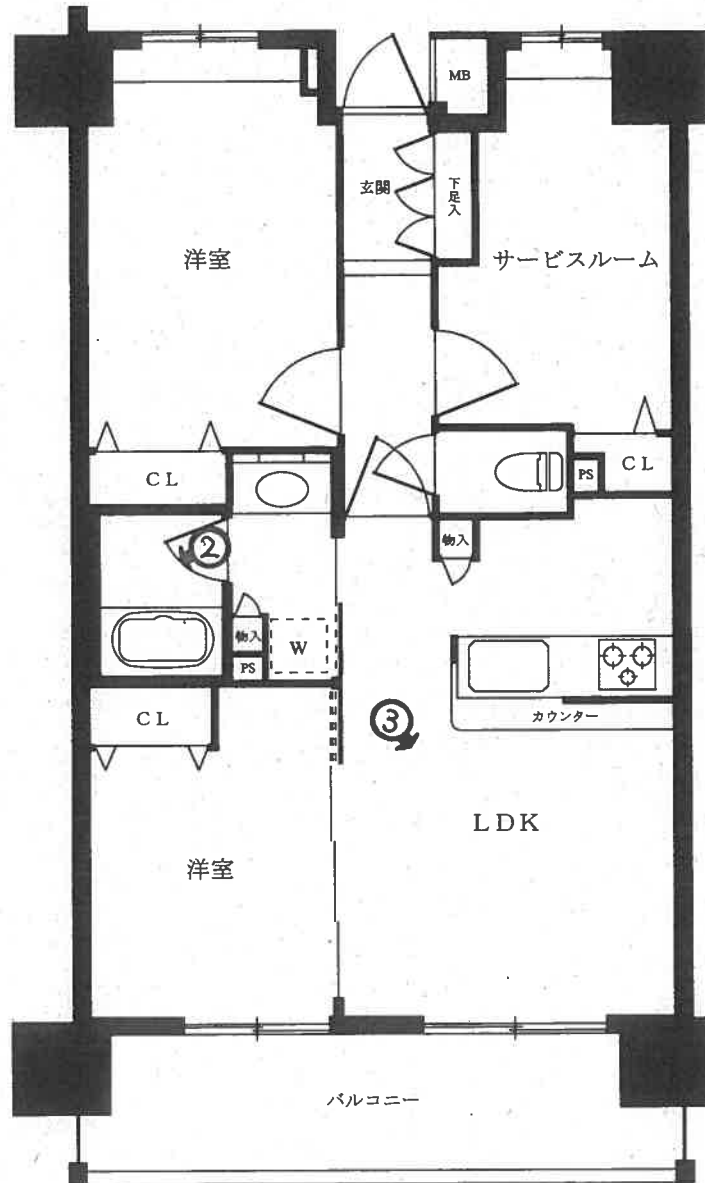 MB
玄関
下足入
洋室
サービスルーム
CL
PS
CL
物入
②
物入
W
PS
CL
③
カウンター
LDK
洋室
バルコニー